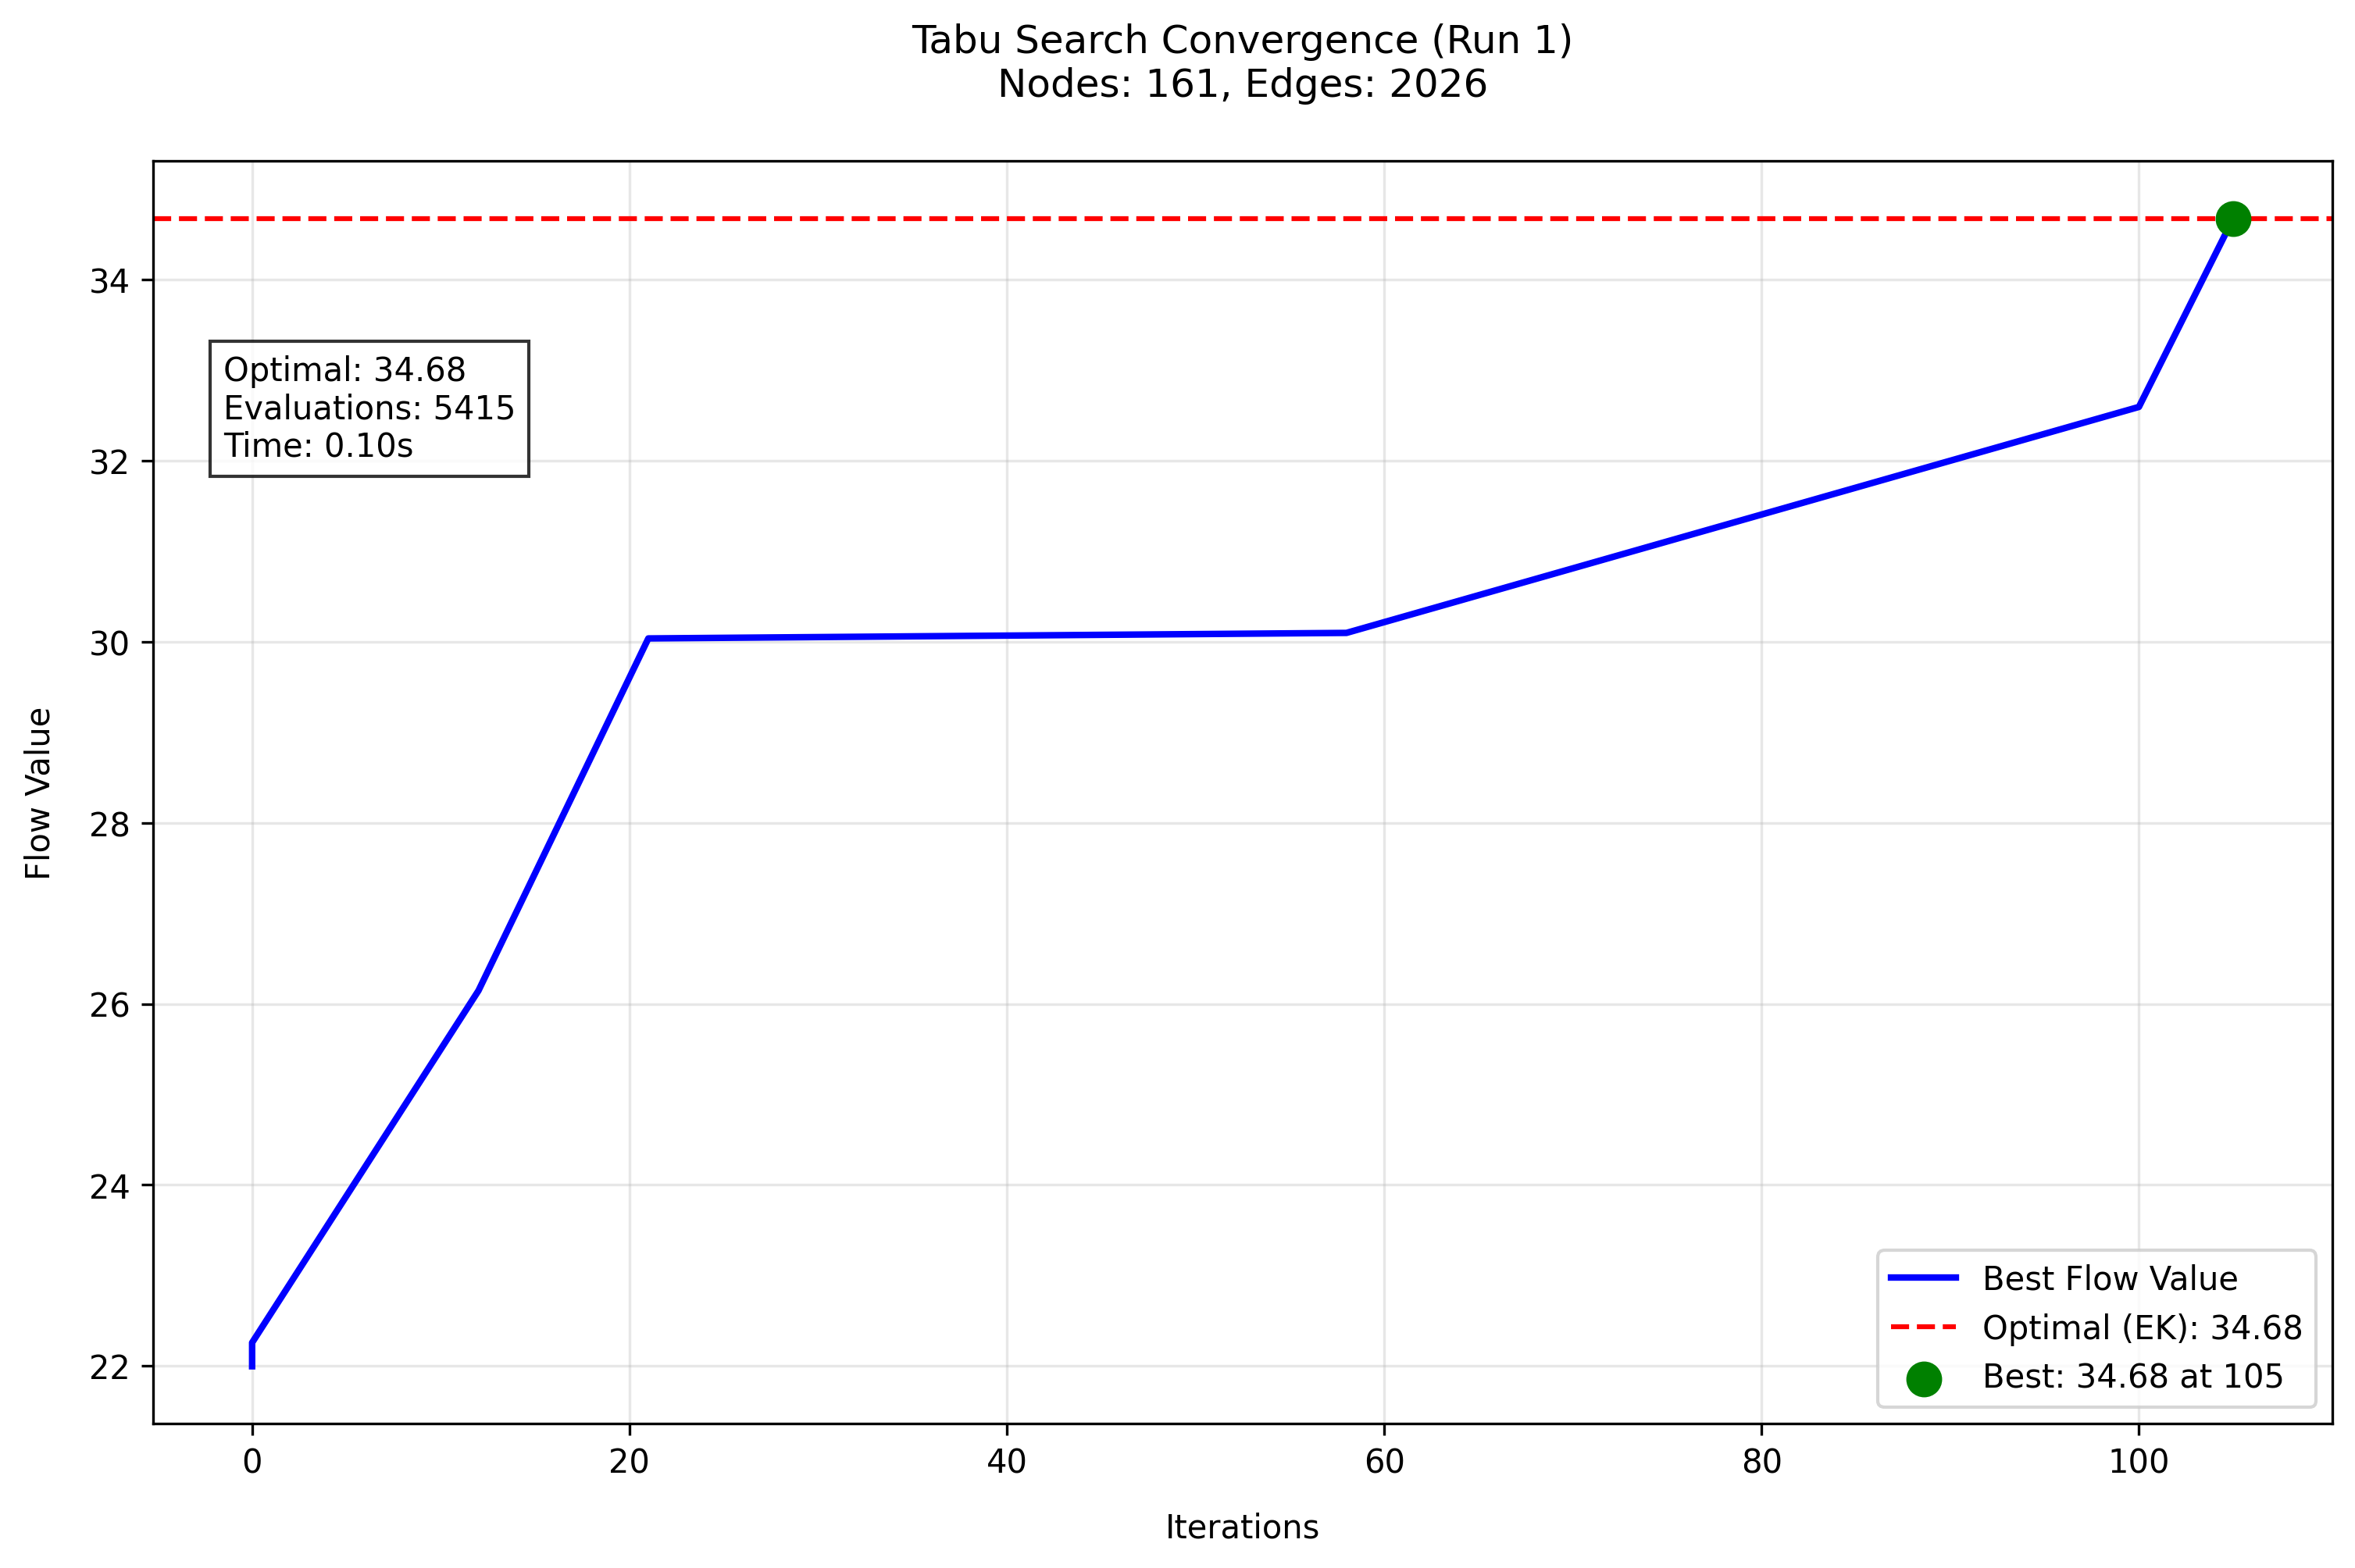 Tabu Search Convergence (Run 1)
Nodes: 161, Edges: 2026
Optimal: 34.68
Evaluations: 5415
Time: 0.10s
Flow Value
34
32
30
28
26
24
22
Best Flow Value
Optimal (EK): 34.68
Best: 34.68 at 105
0 20 40 60 80 100
Iterations